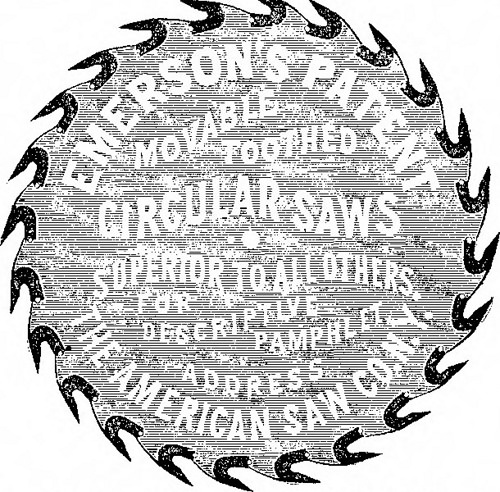 EMERSON'S PATENT
MOVABLE
TOOTHED
CIRCULAR SAWS
SUPERIOR TO ALL OTHERS.
FOR
DESCRIPTIVE
PAMPHLET
ADDRESS
THE AMERICAN SAW CO. N.Y.